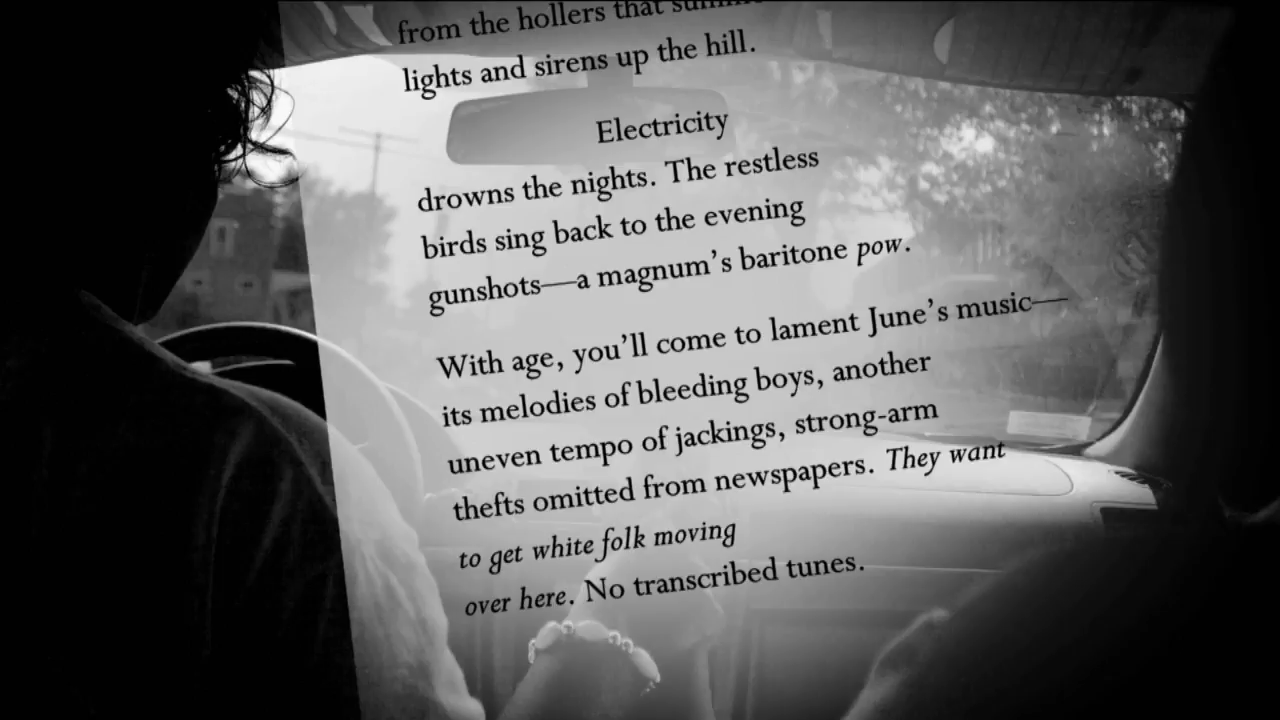 from the hollers that
lights and sirens up the hill.
Electricity
drowns the nights. The restless
birds sing back to the evening
gunshots—a magnum’s baritone pow.
With age, you’ll come to lament June’s music—
its melodies of bleeding boys, another
uneven tempo of jackings, strong-arm
thefts omitted from newspapers. They want
to get white folk moving
over here. No transcribed tunes.